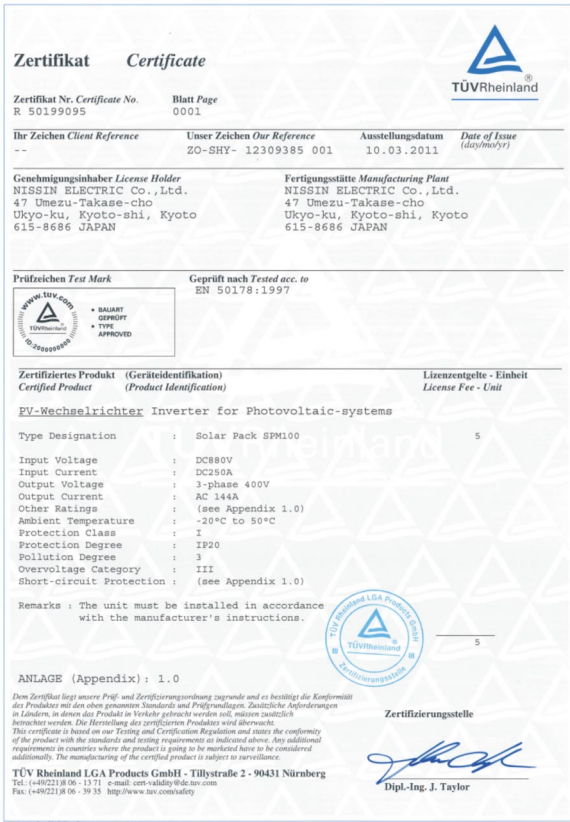 Zertifikat Certificate
TÜVRheinland®
Zertifikat Nr. Certificate No. Blatt Page
R 50199095 0001
Ihr Zeichen Client Reference Unser Zeichen Our Reference Ausstellungsdatum Date of Issue
(day/mo/yr)
-- ZO-SHY- 12309385 001 10.03.2011
Genehmigungsinhaber License Holder Fertigungsstätte Manufacturing Plant
NISSIN ELECTRIC Co.,Ltd. NISSIN ELECTRIC Co.,Ltd.
47 Umezu-Takase-cho 47 Umezu-Takase-cho
Ukyo-ku, Kyoto-shi, Kyoto Ukyo-ku, Kyoto-shi, Kyoto
615-8686 JAPAN 615-8686 JAPAN
Prüfzeichen Test Mark Geprüft nach Tested acc. to
EN 50178:1997
www.tuv.com
TÜVRheinland
ID:2000000000
• BAUART
GEPRÜFT
• TYPE
APPROVED
Zertifiziertes Produkt (Geräteidentifikation) Lizenzentgelte - Einheit
Certified Product (Product Identification) License Fee - Unit
PV-Wechselrichter Inverter for Photovoltaic-systems
Type Designation : Solar Pack SPM100 5
Input Voltage : DC880V
Input Current : DC250A
Output Voltage : 3-phase 400V
Output Current : AC 144A
Other Ratings : (see Appendix 1.0)
Ambient Temperature : -20°C to 50°C
Protection Class : I
Protection Degree : IP20
Pollution Degree : 3
Overvoltage Category : III
Short-circuit Protection : (see Appendix 1.0)
Remarks : The unit must be installed in accordance
with the manufacturer's instructions.
TÜV Rheinland LGA Products GmbH
TÜVRheinland®
Zertifizierungsstelle
5
ANLAGE (Appendix): 1.0
Dem Zertifikat liegt unsere Prüf- und Zertifizierungsordnung zugrunde und es bestätigt die Konformität
des Produktes mit den oben genannten Standards und Prüfgrundlagen. Zusätzliche Anforderungen
in Ländern, in denen das Produkt in Verkehr gebracht werden soll, müssen zusätzlich
betrachtet werden. Die Herstellung des zertifizierten Produktes wird überwacht.
This certificate is based on our Testing and Certification Regulation and states the conformity
of the product with the standards and testing requirements as indicated above. Any additional
requirements in countries where the product is going to be marketed have to be considered
additionally. The manufacturing of the certified product is subject to surveillance.
Zertifizierungsstelle
TÜV Rheinland LGA Products GmbH - Tillystraße 2 - 90431 Nürnberg
Tel.: (+49/221)8 06 - 13 71 e-mail: cert-validity@de.tuv.com
Fax: (+49/221)8 06 - 39 35 http://www.tuv.com/safety
Dipl.-Ing. J. Taylor